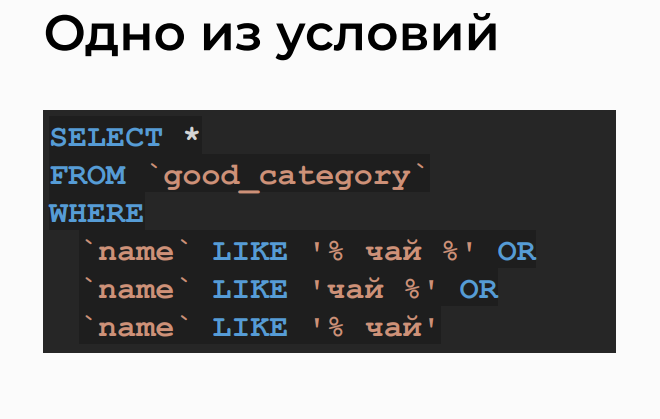 Одно из условий
SELECT *
FROM `good_category`
WHERE
`name` LIKE '% чай %' OR
`name` LIKE 'чай %' OR
`name` LIKE '% чай'